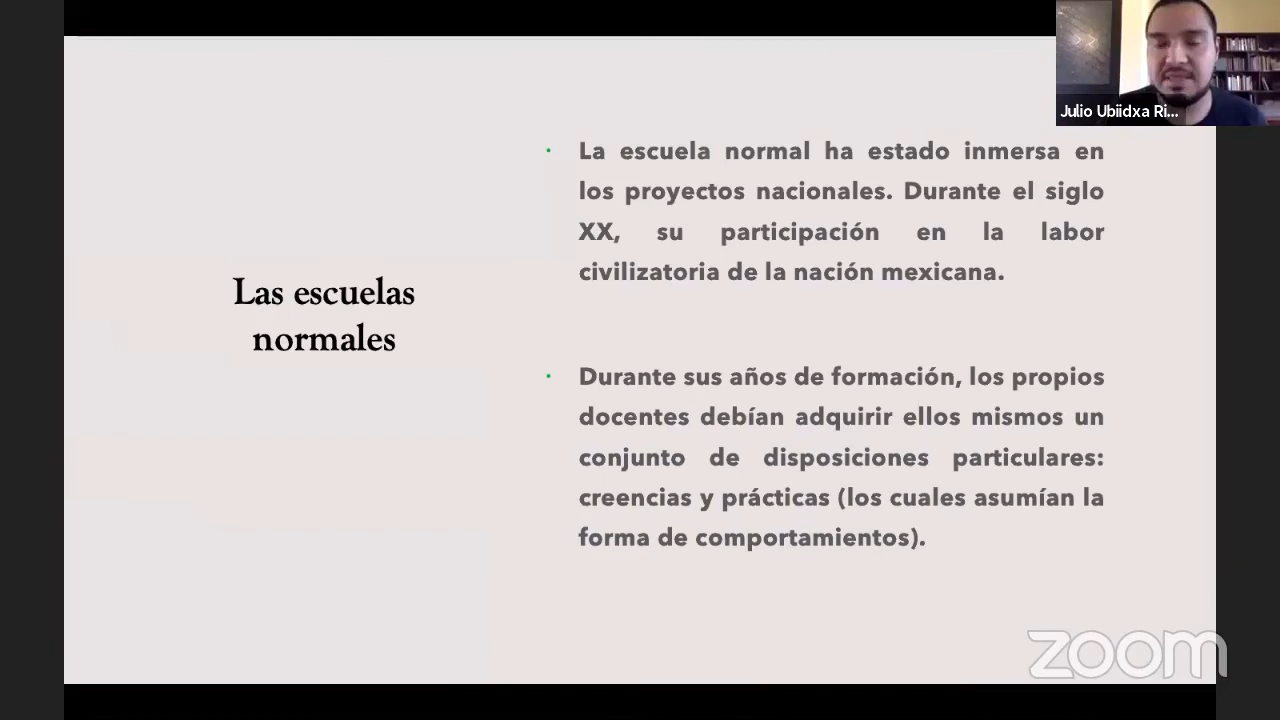 Julio Ubiidxa Ri...
Las escuelas
normales
· La escuela normal ha estado inmersa en
los proyectos nacionales. Durante el siglo
XX, su participación en la labor
civilizatoria de la nación mexicana.
· Durante sus años de formación, los propios
docentes debían adquirir ellos mismos un
conjunto de disposiciones particulares:
creencias y prácticas (los cuales asumían la
forma de comportamientos).
zoom